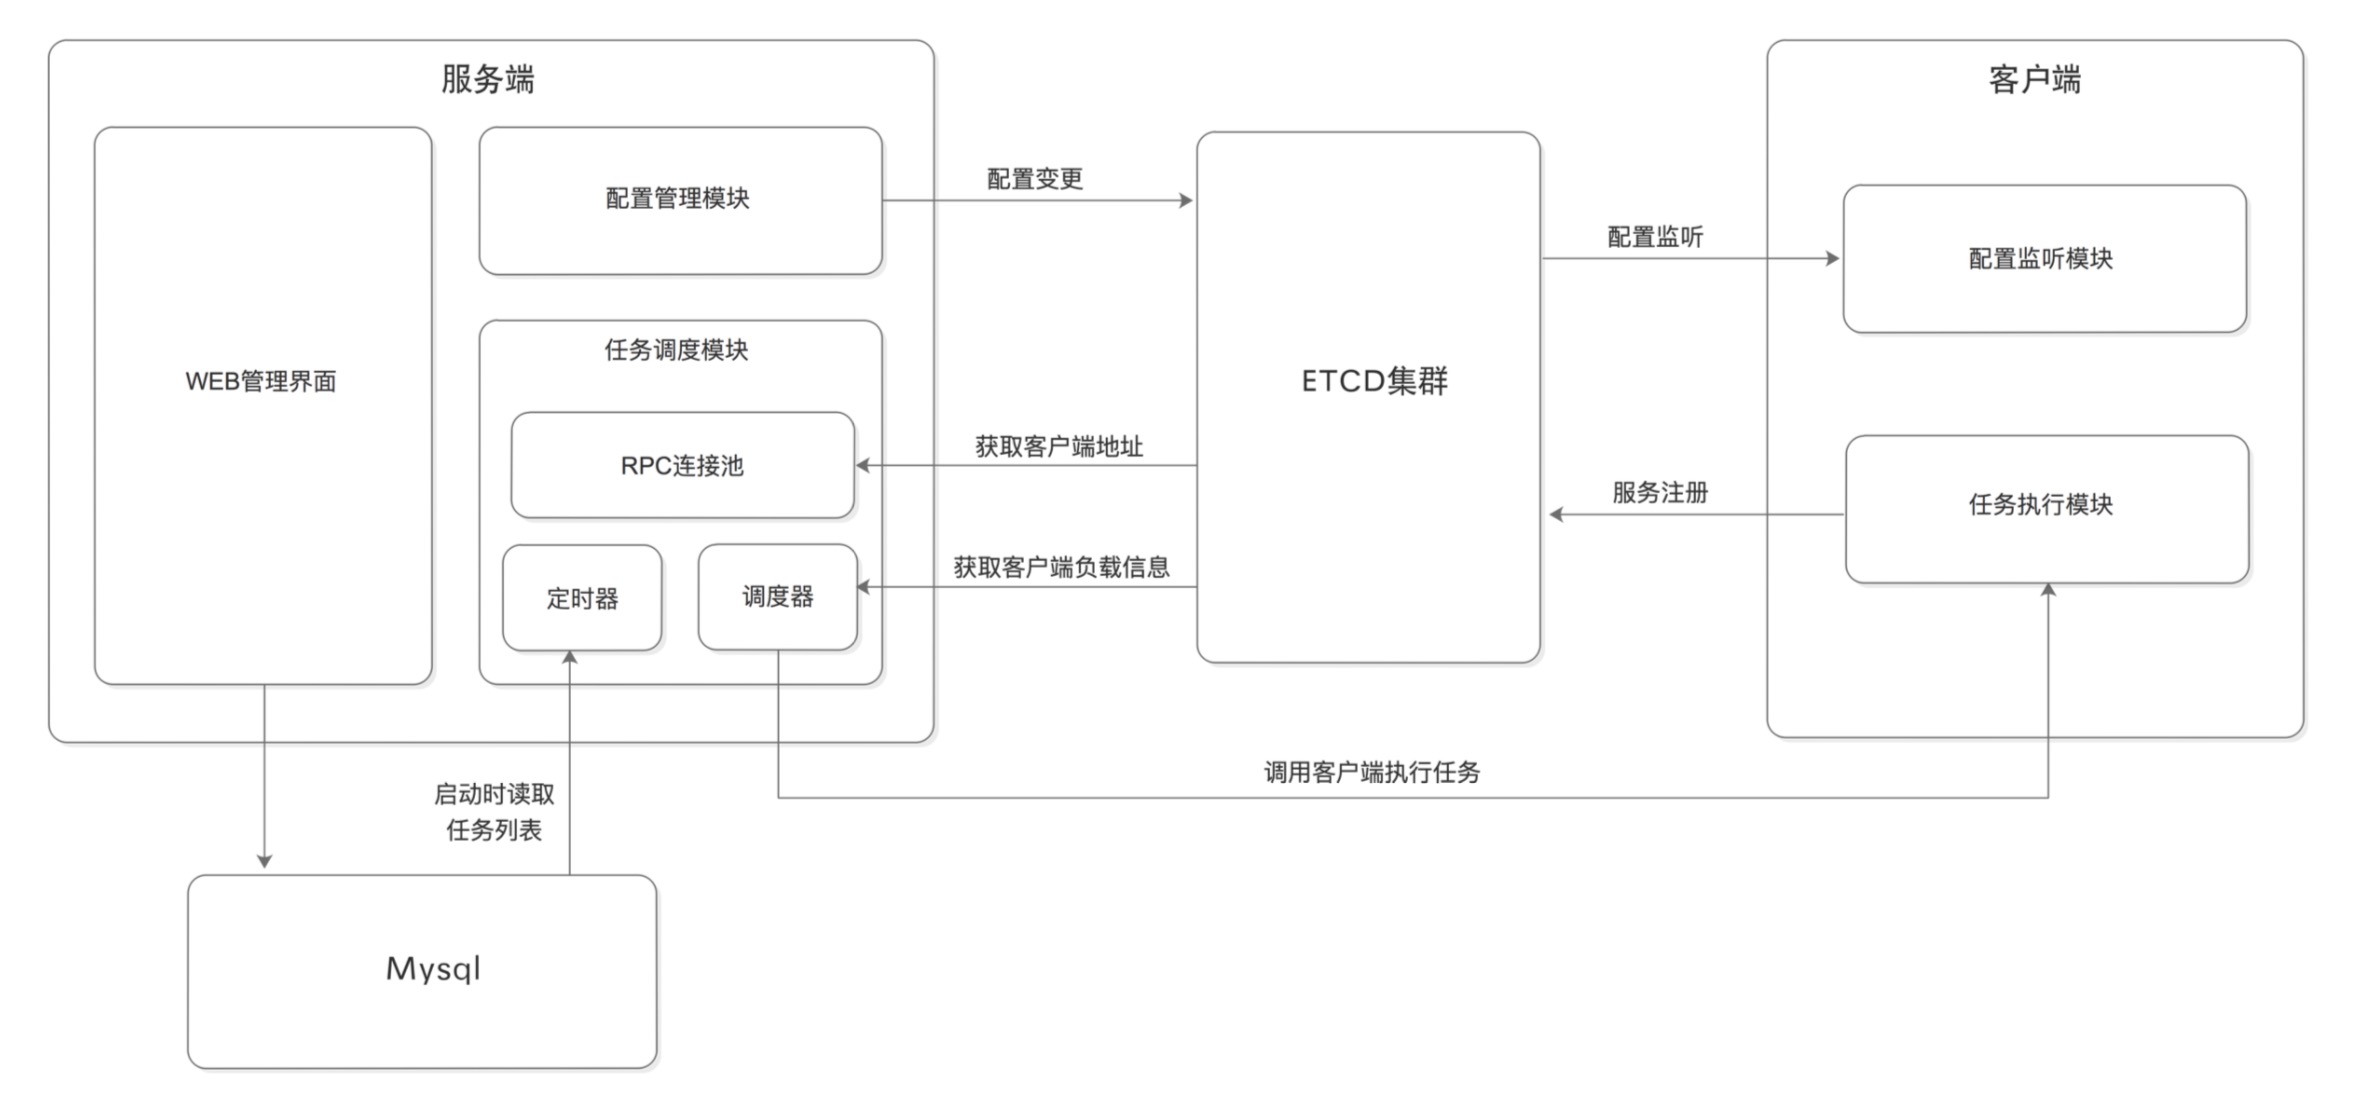 服务端
客户端
配置管理模块
配置变更
配置监听
配置监听模块
任务调度模块
WEB管理界面
ETCD集群
RPC连接池
获取客户端地址
服务注册
任务执行模块
定时器
调度器
获取客户端负载信息
启动时读取
任务列表
调用客户端执行任务
Mysql